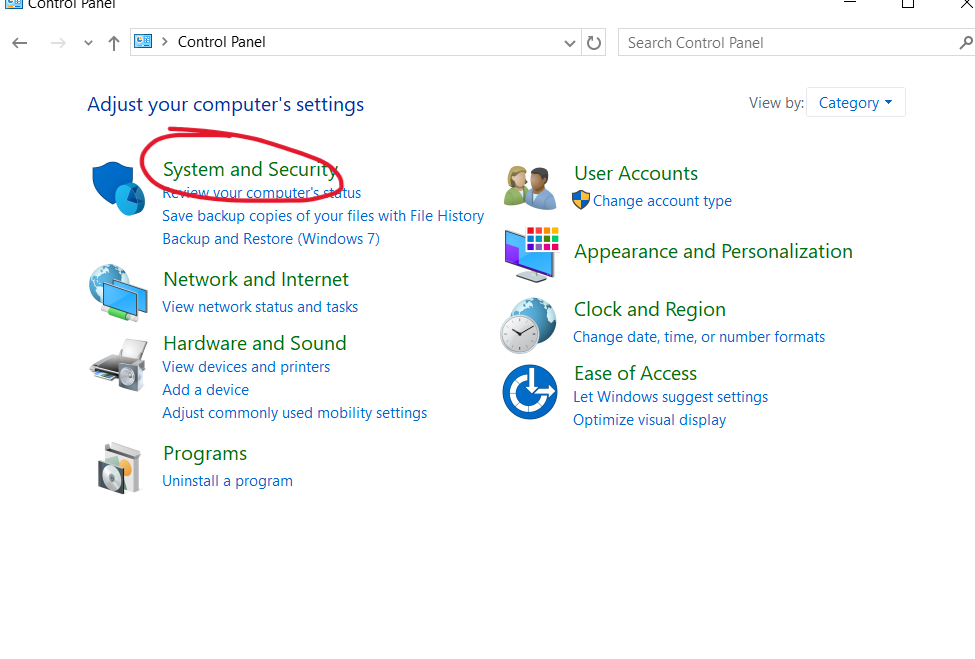 Control Panel
Control Panel
Search Control Panel
Adjust your computer's settings
View by: Category
System and Security
Review your computer's status
Save backup copies of your files with File History
Backup and Restore (Windows 7)
Network and Internet
View network status and tasks
Hardware and Sound
View devices and printers
Add a device
Adjust commonly used mobility settings
Programs
Uninstall a program
User Accounts
Change account type
Appearance and Personalization
Clock and Region
Change date, time, or number formats
Ease of Access
Let Windows suggest settings
Optimize visual display